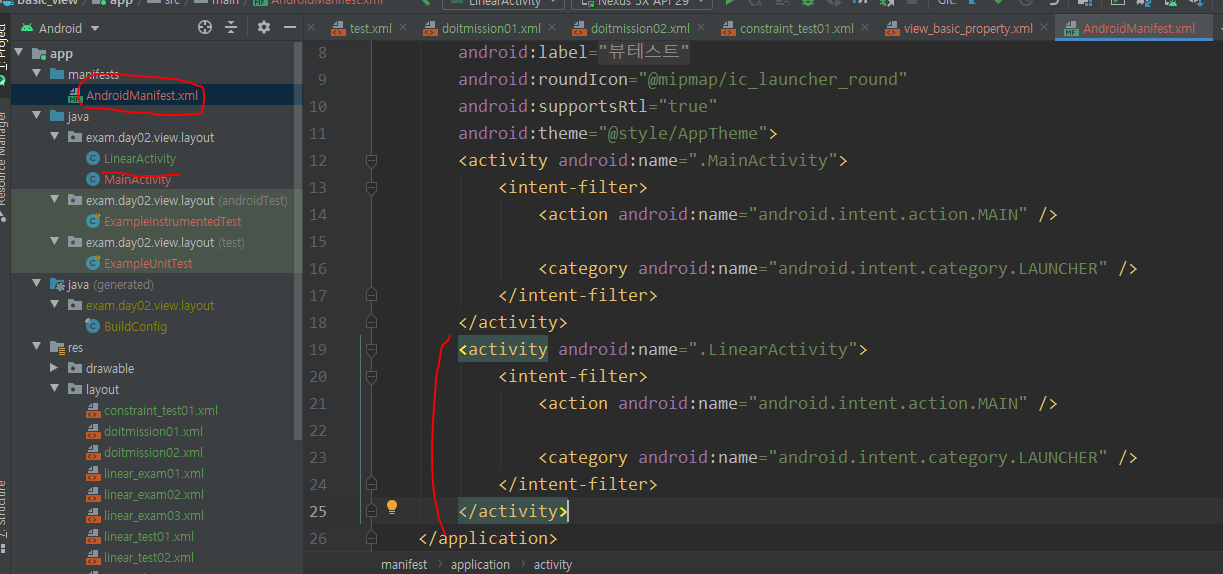 basic_view
app
src
main
AndroidManifest.xml
LinearActivity
Nexus 5X API 29
Git:
Android
test.xml
doitmission01.xml
doitmission02.xml
constraint_test01.xml
view_basic_property.xml
AndroidManifest.xml
1: Project
Resource Manager
Z: Structure
app
manifests
AndroidManifest.xml
java
exam.day02.view.layout
LinearActivity
MainActivity
exam.day02.view.layout (androidTest)
ExampleInstrumentedTest
exam.day02.view.layout (test)
ExampleUnitTest
java (generated)
exam.day02.view.layout
BuildConfig
res
drawable
layout
constraint_test01.xml
doitmission01.xml
doitmission02.xml
linear_exam01.xml
linear_exam02.xml
linear_exam03.xml
linear_test01.xml
linear_test02.xml
8 android:label="뷰테스트"
9 android:roundIcon="@mipmap/ic_launcher_round"
10 android:supportsRtl="true"
11 android:theme="@style/AppTheme">
12 <activity android:name=".MainActivity">
13 <intent-filter>
14 <action android:name="android.intent.action.MAIN" />
15
16 <category android:name="android.intent.category.LAUNCHER" />
17 </intent-filter>
18 </activity>
19 <activity android:name=".LinearActivity">
20 <intent-filter>
21 <action android:name="android.intent.action.MAIN" />
22
23 <category android:name="android.intent.category.LAUNCHER" />
24 </intent-filter>
25 </activity>
26 </application>
manifest › application › activity